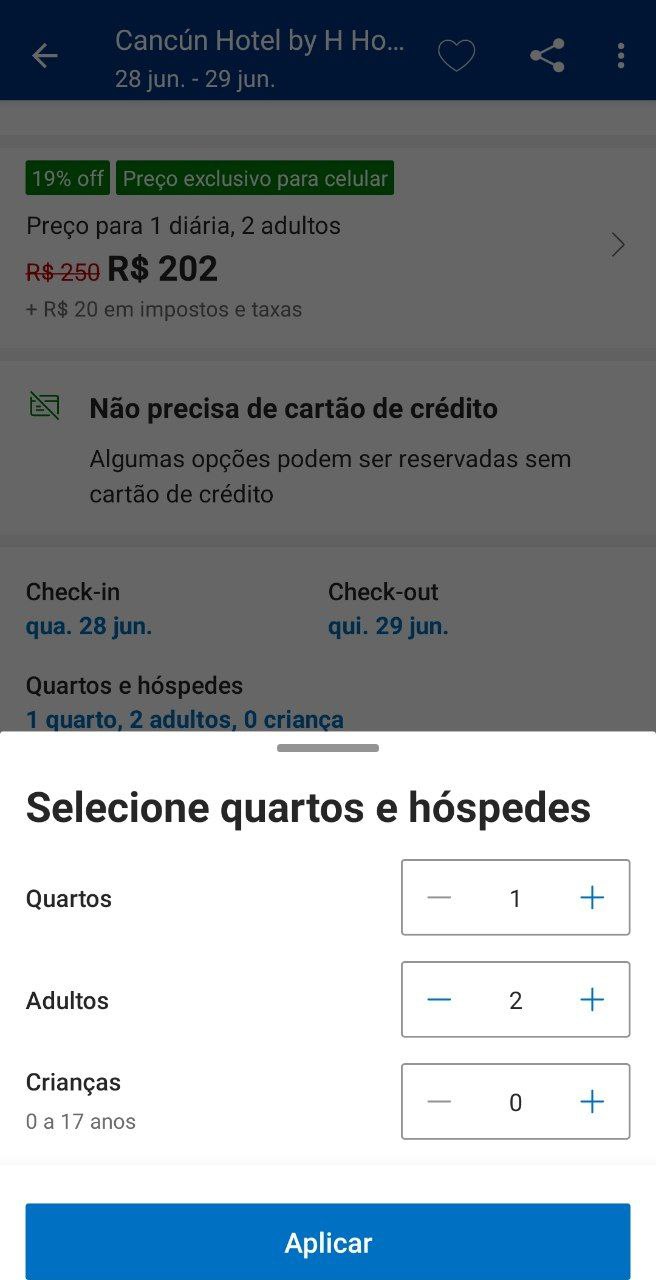 Cancún Hotel by H Ho...
28 jun. - 29 jun.
19% off Preço exclusivo para celular
Preço para 1 diária, 2 adultos
R$ 250 R$ 202
+ R$ 20 em impostos e taxas
Não precisa de cartão de crédito
Algumas opções podem ser reservadas sem
cartão de crédito
Check-in Check-out
qua. 28 jun. qui. 29 jun.
Quartos e hóspedes
1 quarto, 2 adultos, 0 criança
Selecione quartos e hóspedes
Quartos 1
Adultos 2
Crianças 0
0 a 17 anos
Aplicar